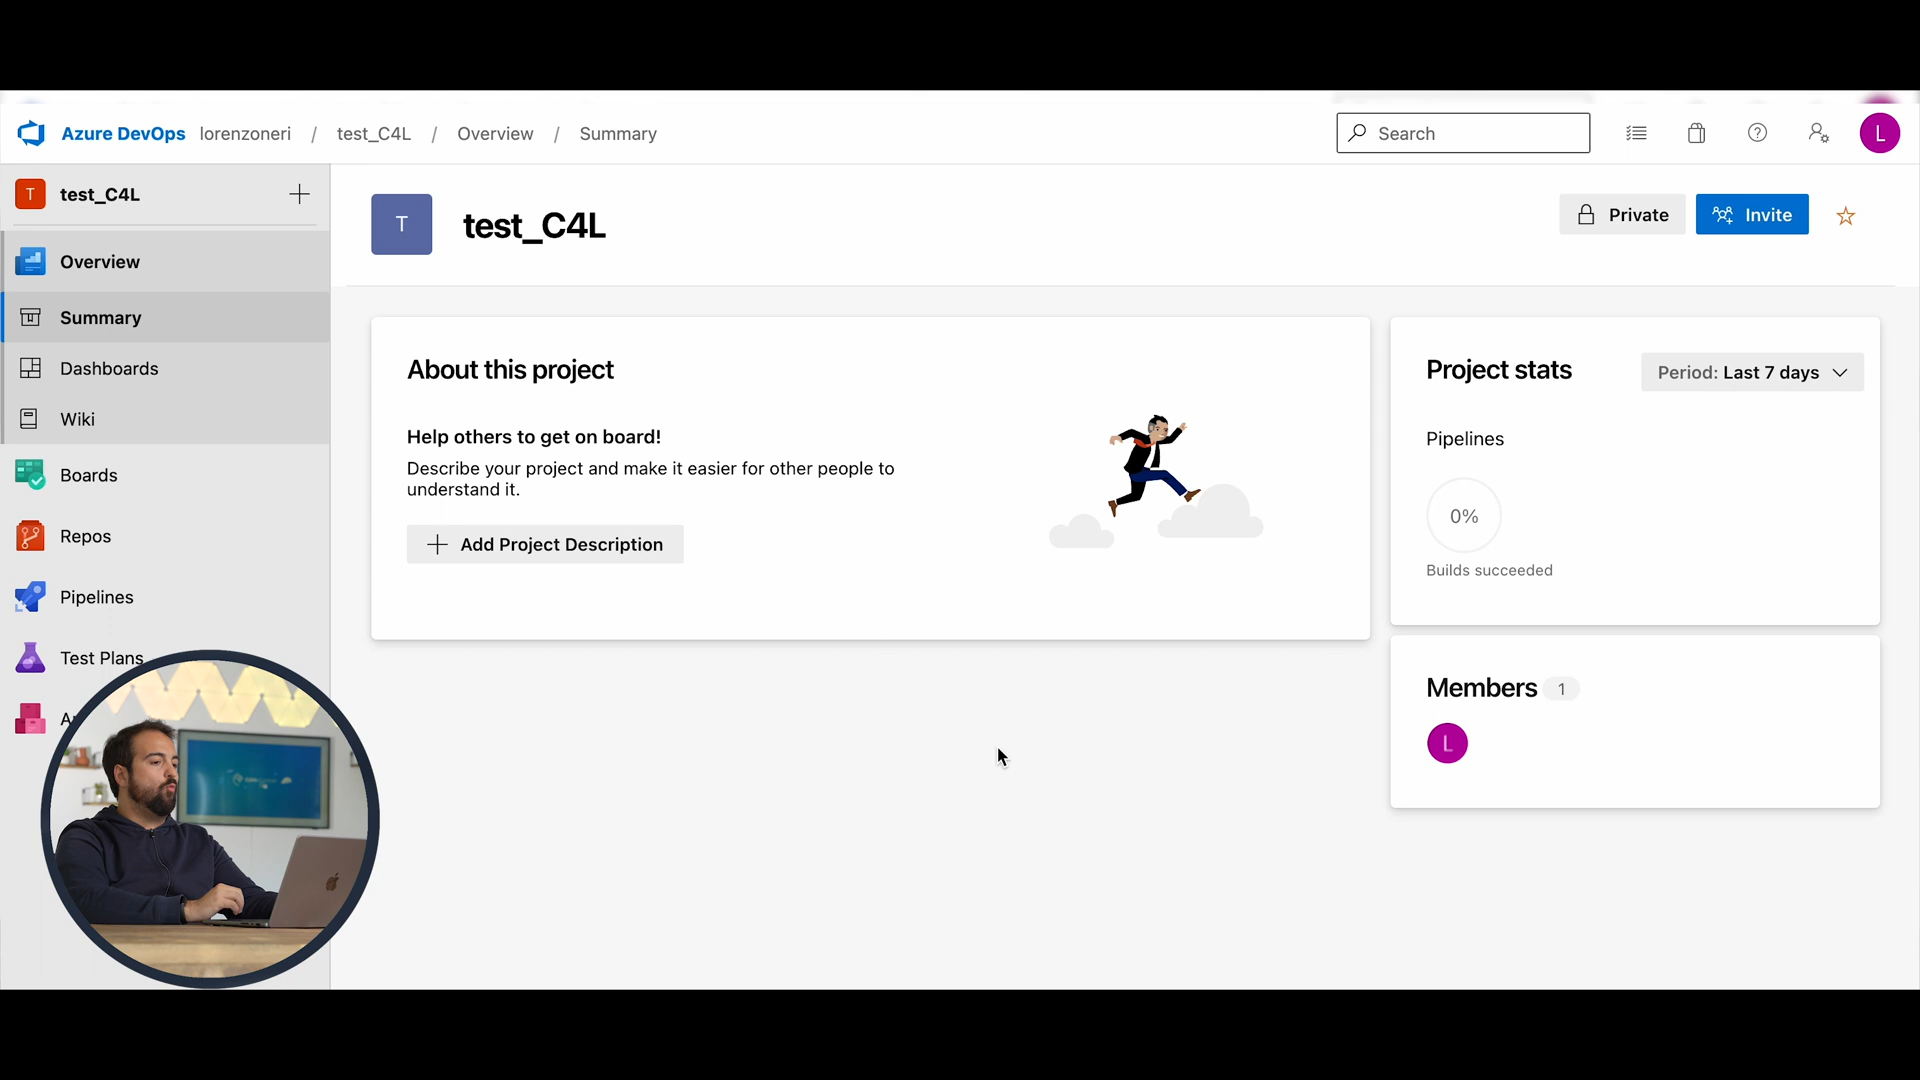 Azure DevOps lorenzoneri / test_C4L / Overview / Summary
Search
L
T test_C4L
Overview
Summary
Dashboards
Wiki
Boards
Repos
Pipelines
Test Plans
T test_C4L
Private
Invite
About this project
Help others to get on board!
Describe your project and make it easier for other people to
understand it.
Add Project Description
Project stats
Period: Last 7 days
Pipelines
0%
Builds succeeded
Members 1
L